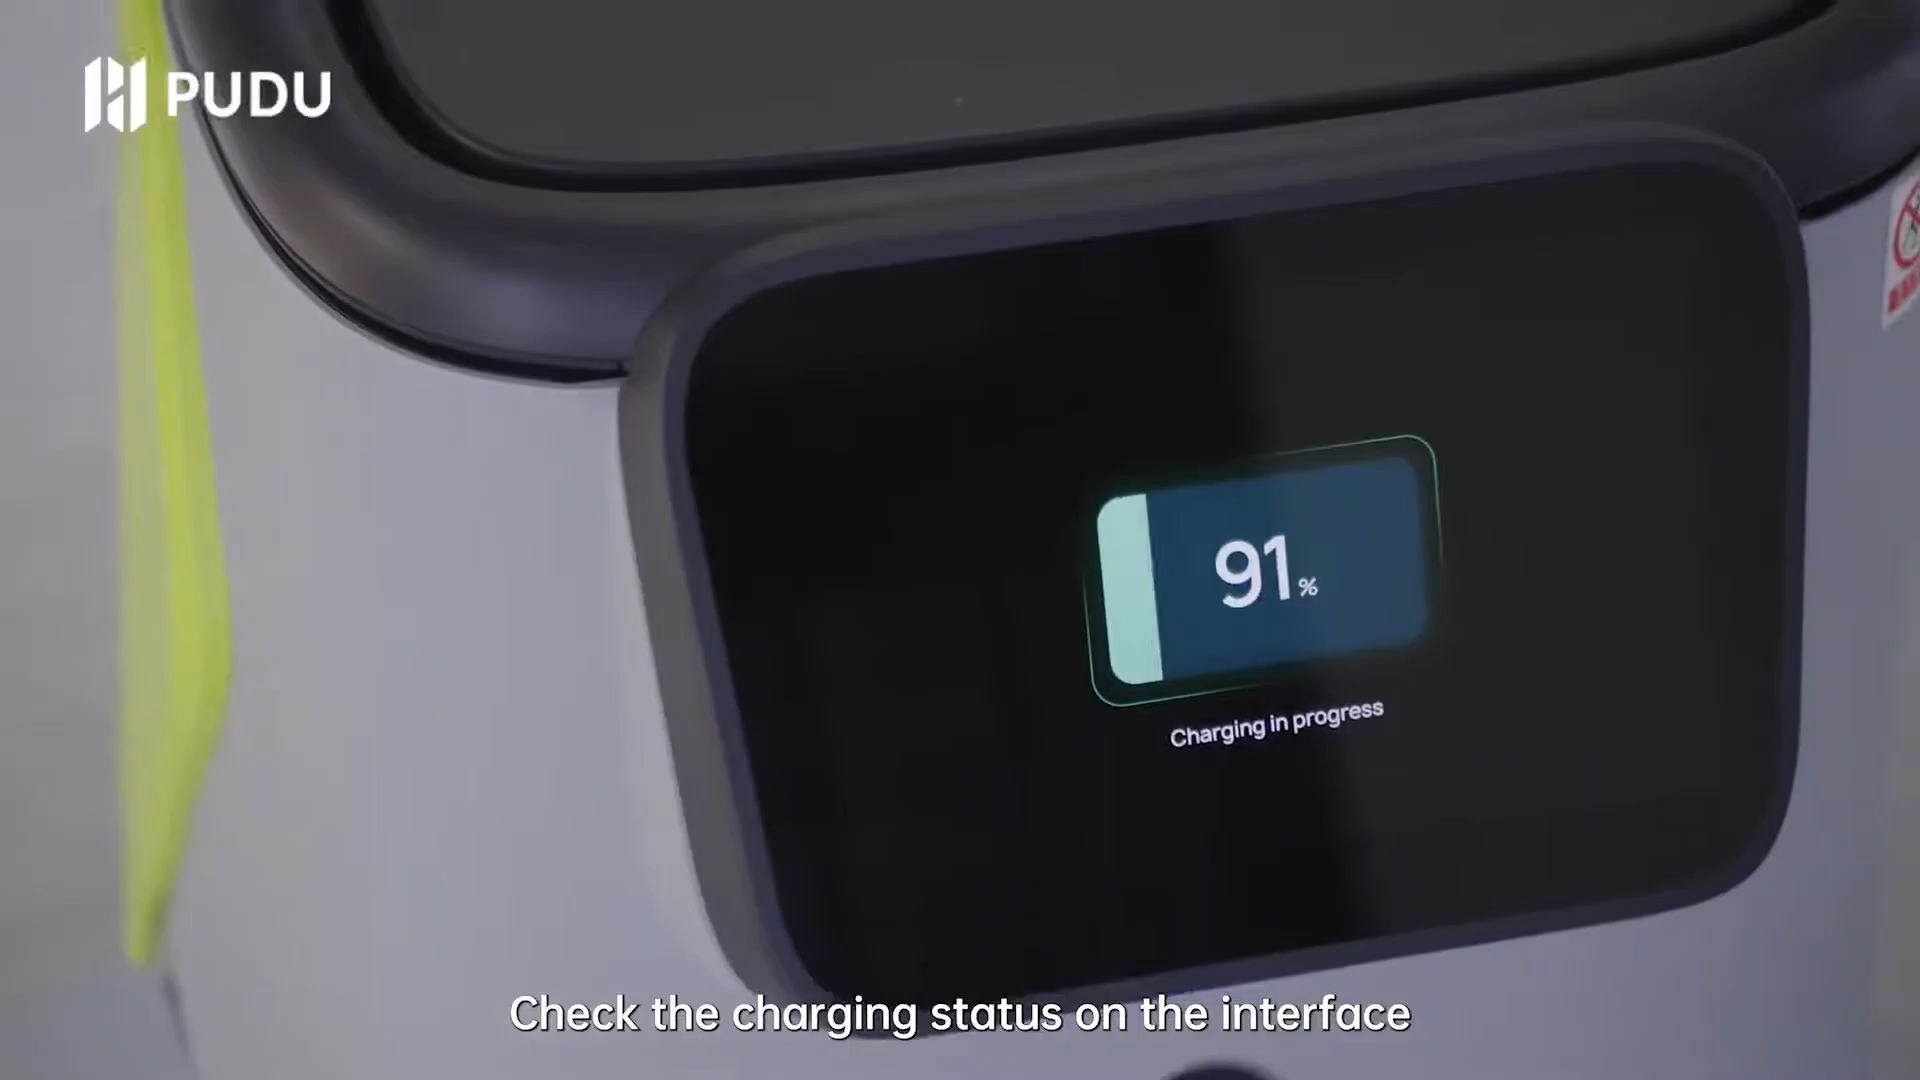 PUDU
91%
Charging in progress
Check the charging status on the interface